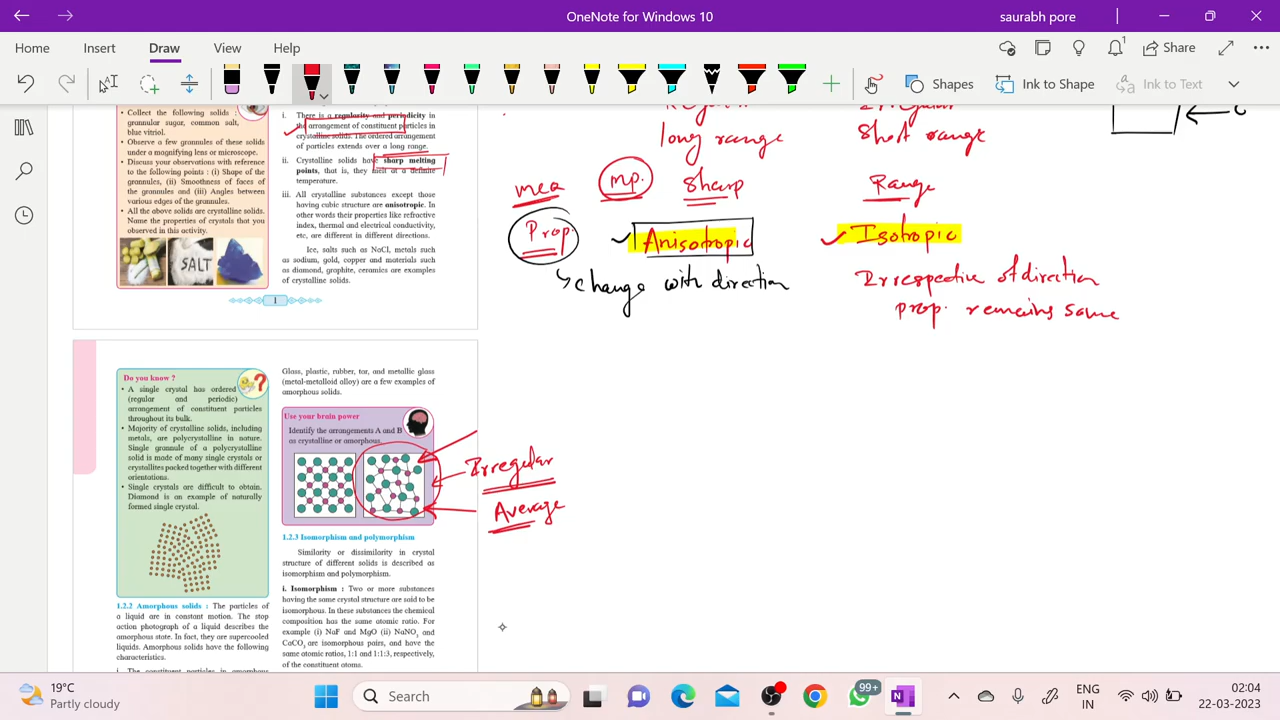 OneNote for Windows 10
saurabh pore
Home
Insert
Draw
View
Help
Share
Shapes
Ink to Shape
Ink to Text
• Collect the following solids :
granular sugar, common salt,
blue vitriol.
• Observe a few granules of these solids
under a magnifying lens or microscope.
• Discuss your observations with reference
to the following points : (i) Shape of the
granules, (ii) Smoothness of faces of
the granules and (iii) Angles between
various edges of the granules.
• All the above solids are crystalline solids.
Name the properties of crystals that you
observed in this activity.
SALT
i. There is a regularity and periodicity in
the arrangement of constituent particles in
crystalline solids. The ordered arrangement
of particles extends over a long range.
ii. Crystalline solids have sharp melting
points, that is, they melt at a definite
temperature.
iii. All crystalline substances except those
having cubic structure are anisotropic. In
other words their properties like refractive
index, thermal and electrical conductivity,
etc, are different in different directions.
Ice, salts such as NaCl, metals such
as sodium, gold, copper and materials such
as diamond, graphite, ceramics are examples
of crystalline solids.
1
long range
Short range
mp.
Sharp
Range
Prop.
Anisotropic
Isotropic
change with direction
Irrespective of direction
prop. remains same
Do you know ?
• A single crystal has ordered
(regular and periodic)
arrangement of constituent particles
throughout its bulk.
• Majority of crystalline solids, including
metals, are polycrystalline in nature.
Single granule of a polycrystalline
solid is made of many single crystals or
crystallites packed together with different
orientations.
• Single crystals are difficult to obtain.
Diamond is an example of naturally
formed single crystal.
1.2.2 Amorphous solids : The particles of
a liquid are in constant motion. The stop
action photograph of a liquid describes the
amorphous state. In fact, they are supercooled
liquids. Amorphous solids have the following
characteristics.
i. The constituent particles in amorphous
Glass, plastic, rubber, tar, and metallic glass
(metal-metalloid alloy) are a few examples of
amorphous solids.
Use your brain power
Identify the arrangements A and B
as crystalline or amorphous.
Irregular
Average
1.2.3 Isomorphism and polymorphism
Similarity or dissimilarity in crystal
structure of different solids is described as
isomorphism and polymorphism.
i. Isomorphism : Two or more substances
having the same crystal structure are said to be
isomorphous. In these substances the chemical
composition has the same atomic ratio. For
example (i) NaF and MgO (ii) NaNO3 and
CaCO3 are isomorphous pairs, and have the
same atomic ratios, 1:1 and 1:1:3, respectively,
of the constituent atoms.
19°C
Partly cloudy
Search
99+
ENG
IN
02:04
22-03-2023